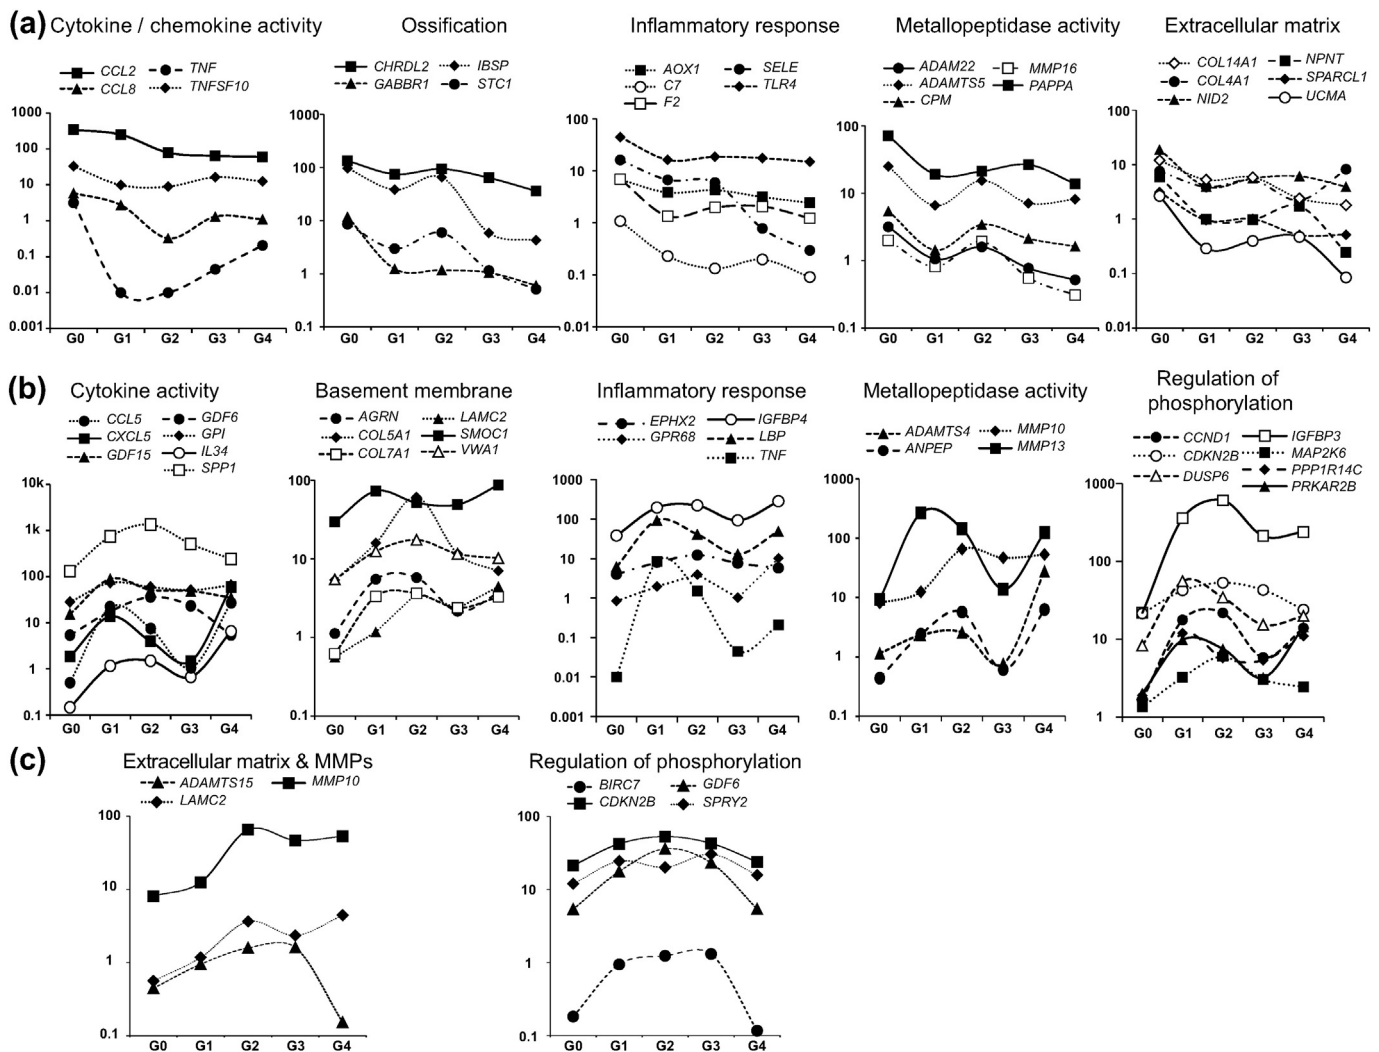 (a) Cytokine / chemokine activity Ossification Inflammatory response Metallopeptidase activity Extracellular matrix
CCL2 TNF
CCL8 TNFSF10
CHRDL2 IBSP
GABBR1 STC1
AOX1 SELE
C7 TLR4
F2
ADAM22 MMP16
ADAMTS5 PAPPA
CPM
COL14A1 NPNT
COL4A1 SPARCL1
NID2 UCMA
1000
100
10
1
0.1
0.01
0.001
G0 G1 G2 G3 G4
1000
100
10
1
0.1
G0 G1 G2 G3 G4
100
10
1
0.1
0.01
G0 G1 G2 G3 G4
100
10
1
0.1
G0 G1 G2 G3 G4
100
10
1
0.1
0.01
G0 G1 G2 G3 G4
(b) Cytokine activity Basement membrane Inflammatory response Metallopeptidase activity Regulation of
phosphorylation
CCL5 GDF6
CXCL5 GPI
GDF15 IL34
SPP1
AGRN LAMC2
COL5A1 SMOC1
COL7A1 VWA1
EPHX2 IGFBP4
GPR68 LBP
TNF
ADAMTS4 MMP10
ANPEP MMP13
CCND1 IGFBP3
CDKN2B MAP2K6
DUSP6 PPP1R14C
PRKAR2B
10k
1k
100
10
1
0.1
G0 G1 G2 G3 G4
100
10
1
0.1
G0 G1 G2 G3 G4
1000
100
10
1
0.1
0.01
0.001
G0 G1 G2 G3 G4
1000
100
10
1
0.1
G0 G1 G2 G3 G4
1000
100
10
1
G0 G1 G2 G3 G4
(c) Extracellular matrix & MMPs Regulation of phosphorylation
ADAMTS15 MMP10
LAMC2
BIRC7 GDF6
CDKN2B SPRY2
100
10
1
0.1
G0 G1 G2 G3 G4
100
10
1
0.1
G0 G1 G2 G3 G4